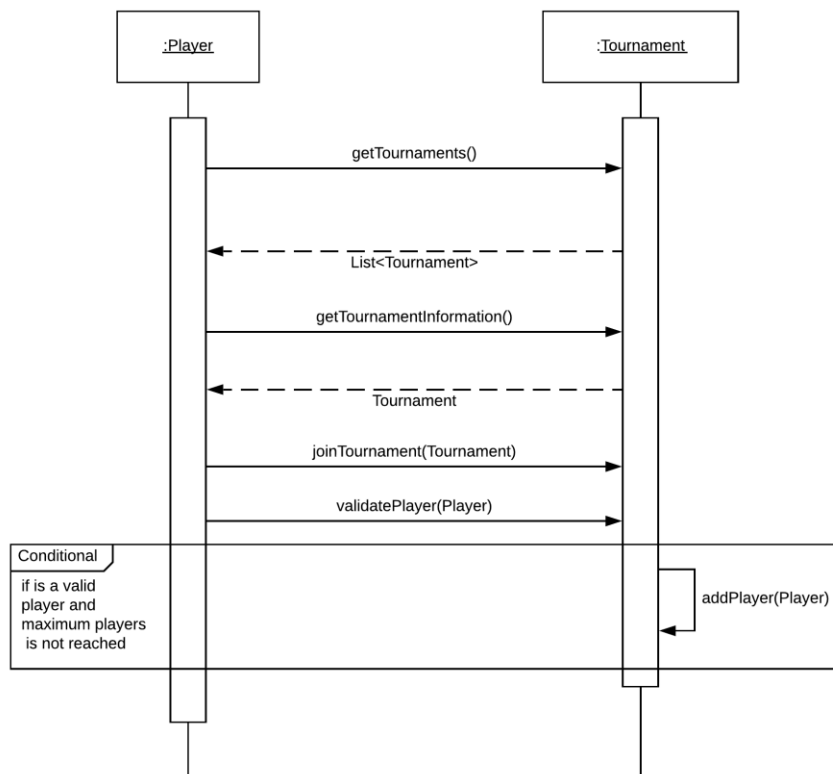 :Player
:Tournament
getTournaments()
List<Tournament>
getTournamentInformation()
Tournament
joinTournament(Tournament)
validatePlayer(Player)
Conditional
if is a valid
player and
maximum players
is not reached
addPlayer(Player)